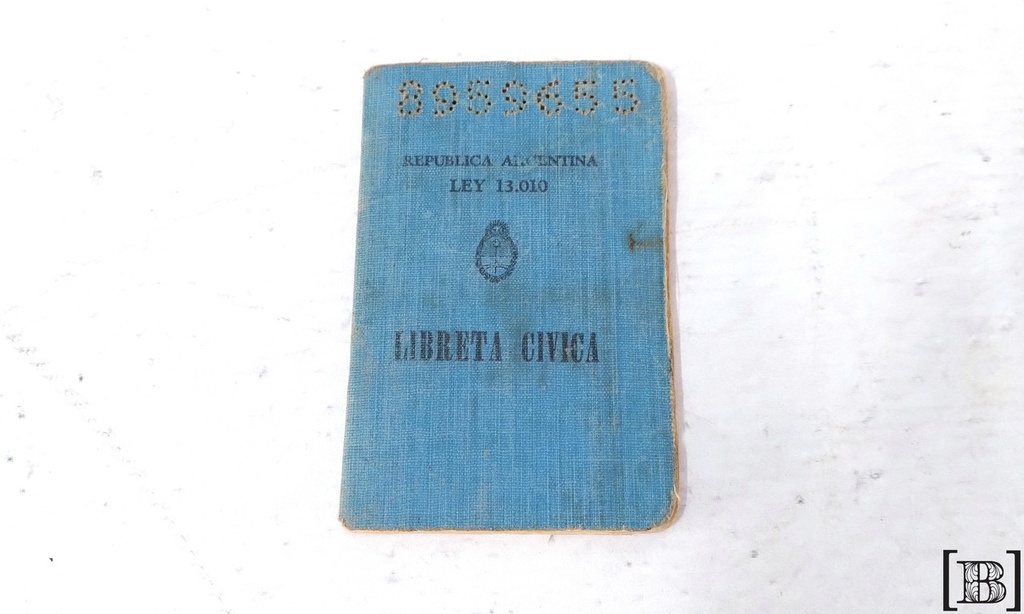 8959655
REPUBLICA ARGENTINA
LEY 13.010
LIBRETA CIVICA
[B]